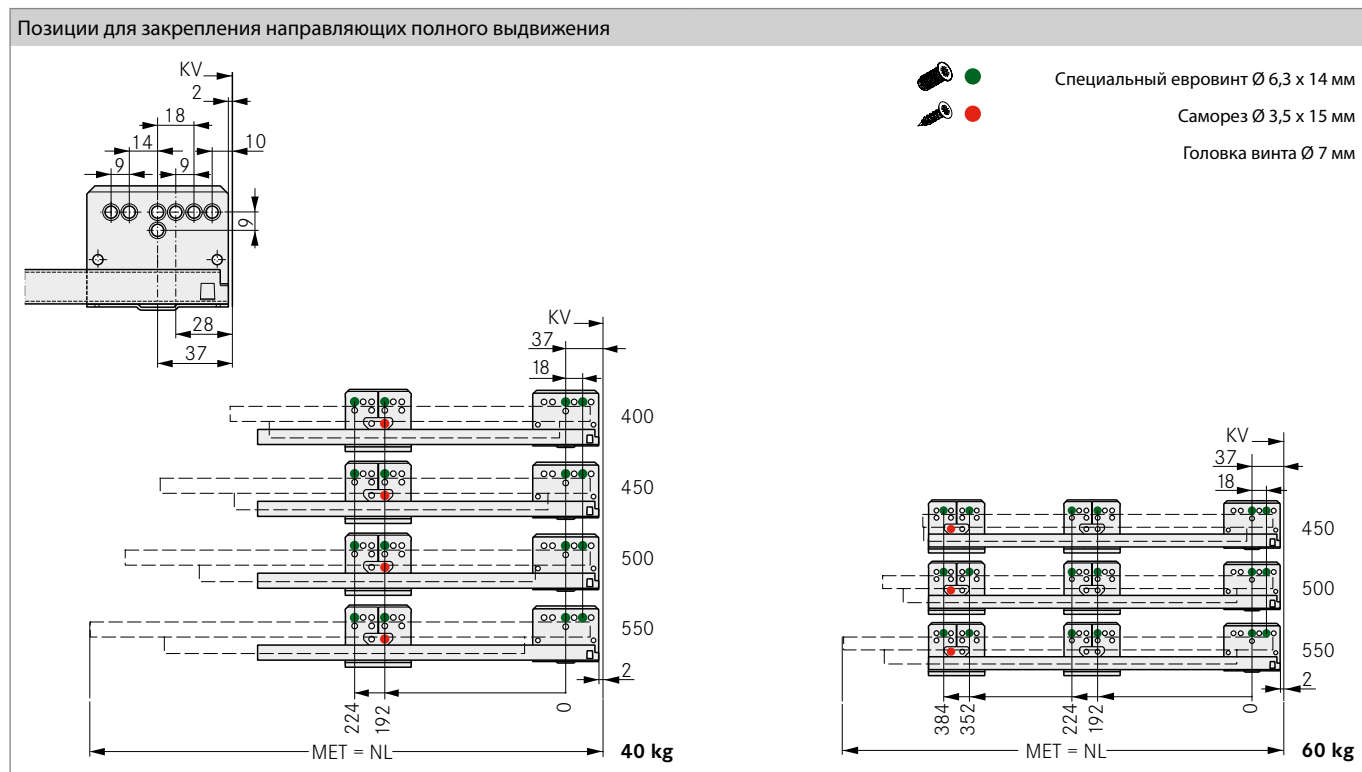 Позиции для закрепления направляющих полного выдвижения
KV
2
18
14
10
9
9
9
28
37
Специальный евровинт Ø 6,3 x 14 мм
Саморез Ø 3,5 x 15 мм
Головка винта Ø 7 мм
KV
37
18
400
450
500
550
2
224
192
0
MET = NL
40 kg
KV
37
18
450
500
550
2
384
352
224
192
0
MET = NL
60 kg